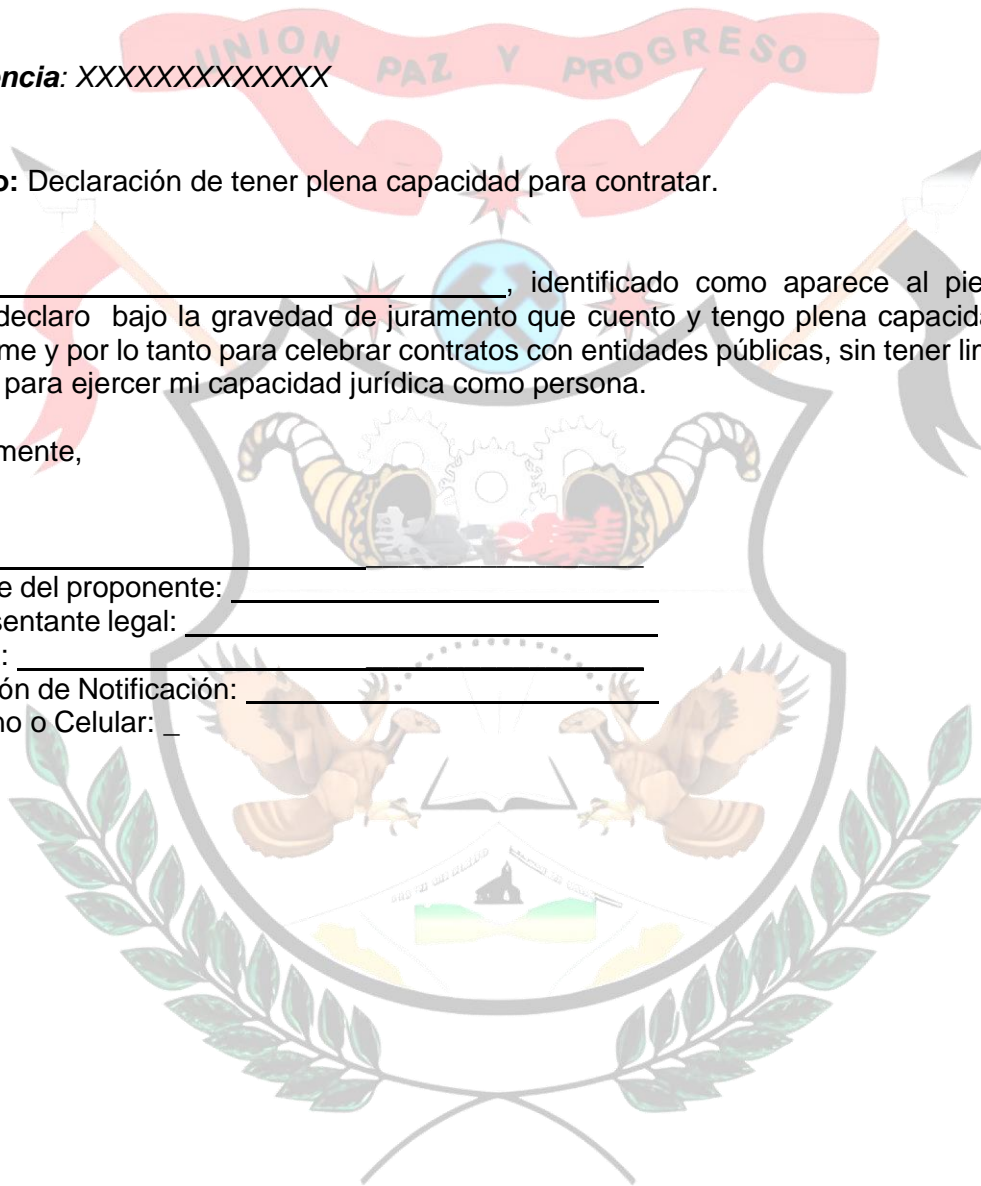 UNION PAZ Y PROGRESO
encia: XXXXXXXXXXXXX
o: Declaración de tener plena capacidad para contratar.
, identificado como aparece al pie
declaro bajo la gravedad de juramento que cuento y tengo plena capacida
me y por lo tanto para celebrar contratos con entidades públicas, sin tener lim
para ejercer mi capacidad jurídica como persona.
mente,
e del proponente:
sentante legal:
:
ón de Notificación:
no o Celular: _